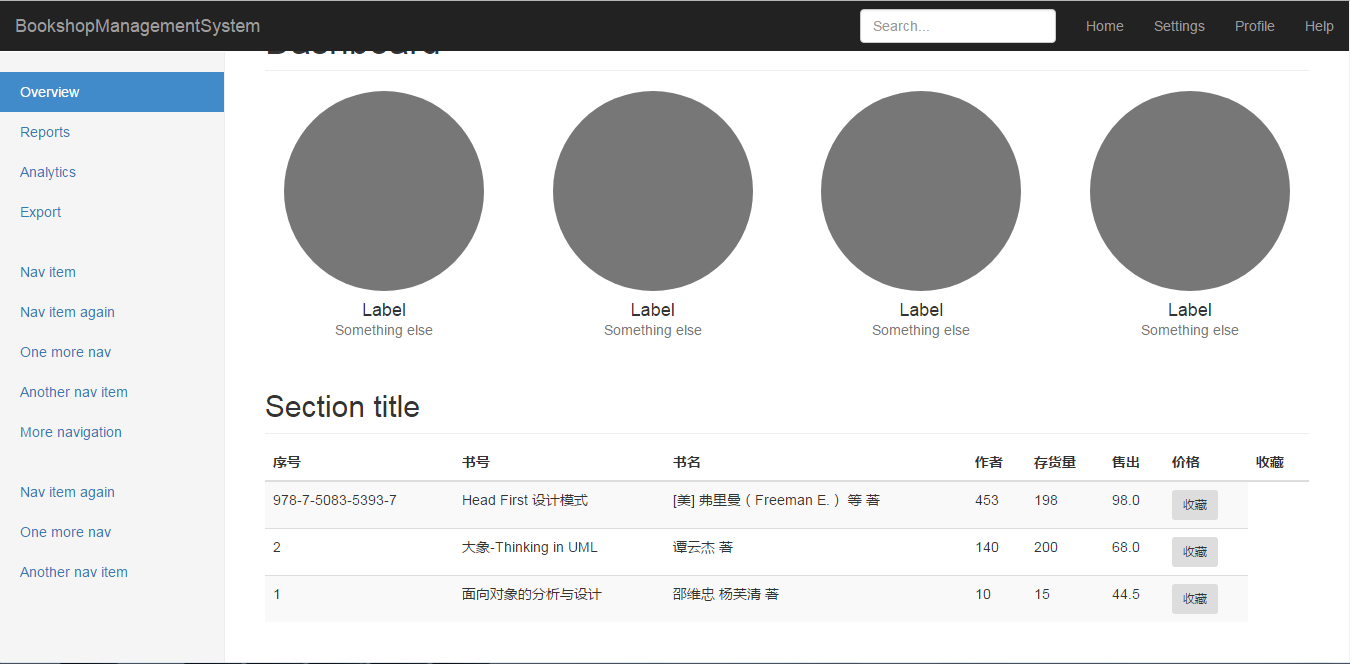 BookshopManagementSystem
Search...
Home
Settings
Profile
Help
Dashboard
Overview
Reports
Analytics
Export
Nav item
Nav item again
One more nav
Another nav item
More navigation
Nav item again
One more nav
Another nav item
Label
Something else
Label
Something else
Label
Something else
Label
Something else
Section title
序号 书号 书名 作者 存货量 售出 价格 收藏
978-7-5083-5393-7 Head First 设计模式 [美] 弗里曼（Freeman E.） 等 著 453 198 98.0 收藏
2 大象-Thinking in UML 谭云杰 著 140 200 68.0 收藏
1 面向对象的分析与设计 邵维忠 杨芙清 著 10 15 44.5 收藏